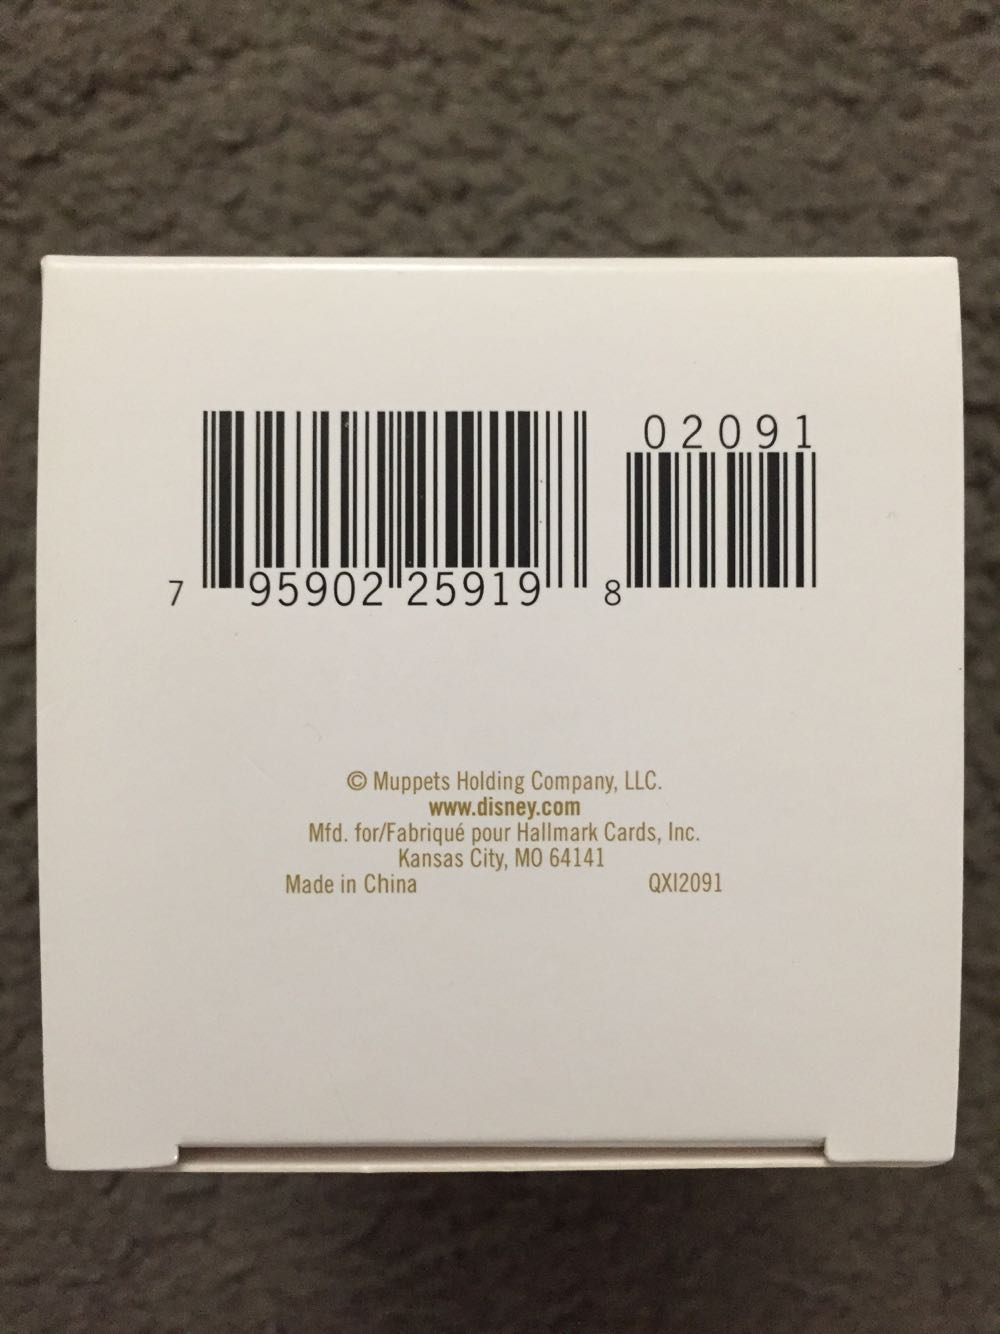 02091
7 95902 25919 8
© Muppets Holding Company, LLC.
www.disney.com
Mfd. for/Fabriqué pour Hallmark Cards, Inc.
Kansas City, MO 64141
Made in China QXI2091